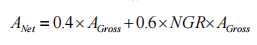 A_Net = 0.4 × A_Gross + 0.6 × NGR × A_Gross